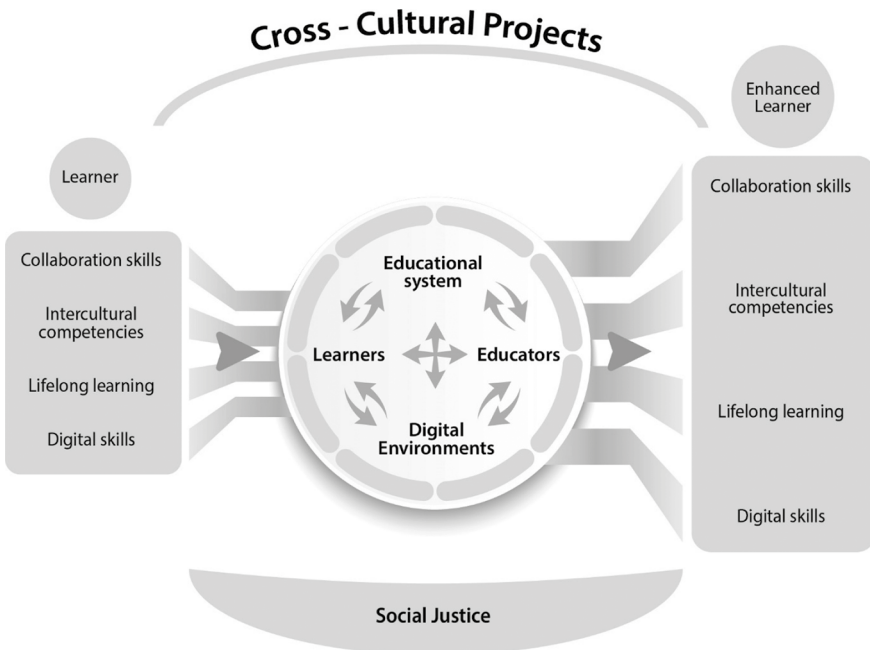 Cross - Cultural Projects
Learner
Collaboration skills
Intercultural
competencies
Lifelong learning
Digital skills
Educational
system
Learners
Educators
Digital
Environments
Enhanced
Learner
Collaboration skills
Intercultural
competencies
Lifelong learning
Digital skills
Social Justice